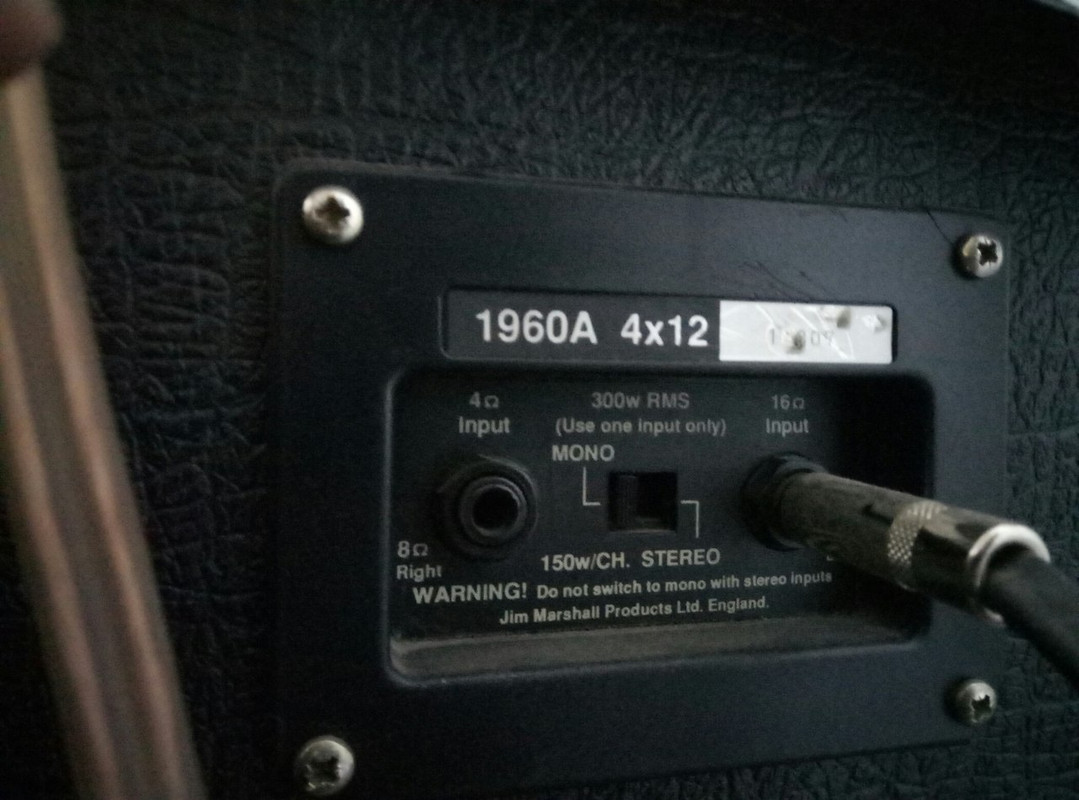 1960A 4x12
4Ω 300w RMS 16Ω
Input (Use one input only) Input
MONO
8Ω
Right
150w/CH. STEREO
WARNING! Do not switch to mono with stereo inputs
Jim Marshall Products Ltd. England.